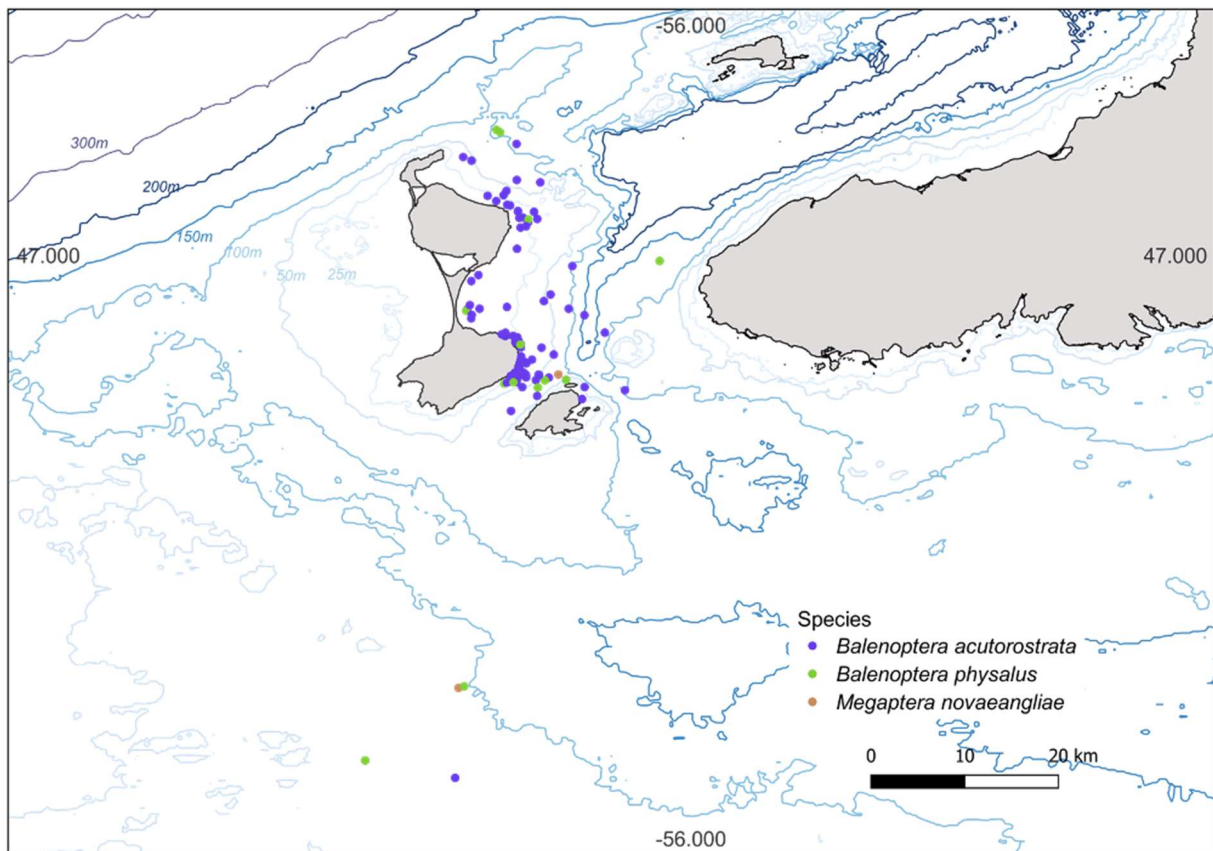 -56.000
300m
200m
150m
100m
50m
25m
47.000
47.000
Species
Balenoptera acutorostrata
Balenoptera physalus
Megaptera novaeangliae
0 10 20 km
-56.000